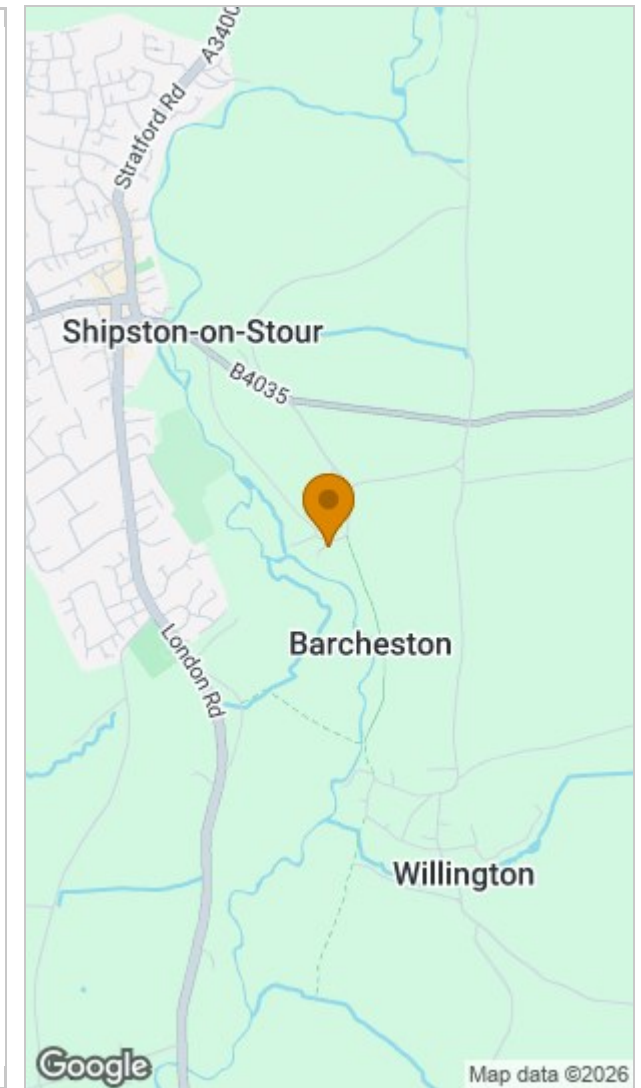 A3400
Stratford Rd
Shipston-on-Stour
B4035
Barcheston
London Rd
Willington
Google
Map data ©2026